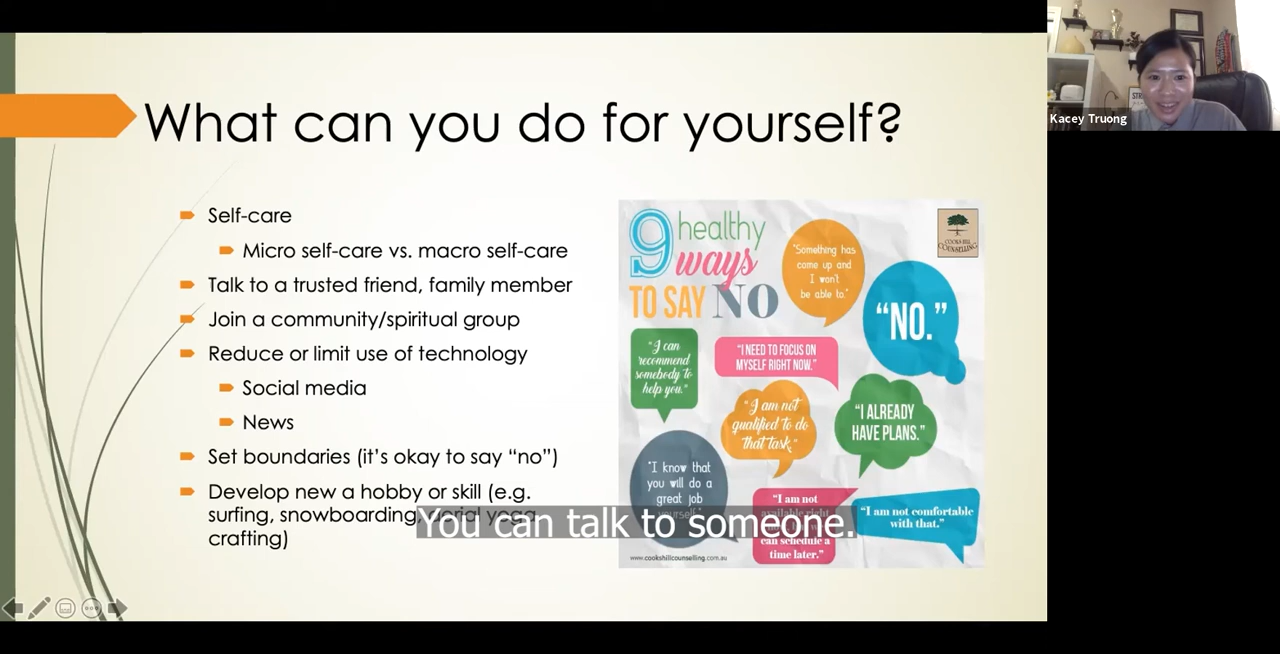 What can you do for yourself?
Self-care
Micro self-care vs. macro self-care
Talk to a trusted friend, family member
Join a community/spiritual group
Reduce or limit use of technology
Social media
News
Set boundaries (it's okay to say "no")
Develop new a hobby or skill (e.g.
surfing, snowboarding, aerial yoga,
crafting)
9 healthy
ways
TO SAY NO
COOKS HILL
COUNSELLING
"Something has
come up and
I won't
be able to."
"NO."
"I can
recommend
somebody to
help you."
"I NEED TO FOCUS ON
MYSELF RIGHT NOW."
"I am not
qualified to do
that task."
"I ALREADY
HAVE PLANS."
"I know that
you will do a
great job
yourself."
"I am not
available right
can schedule a
time later."
"I am not comfortable
with that."
www.cookshillcounselling.com.au
You can talk to someone.
Kacey Truong